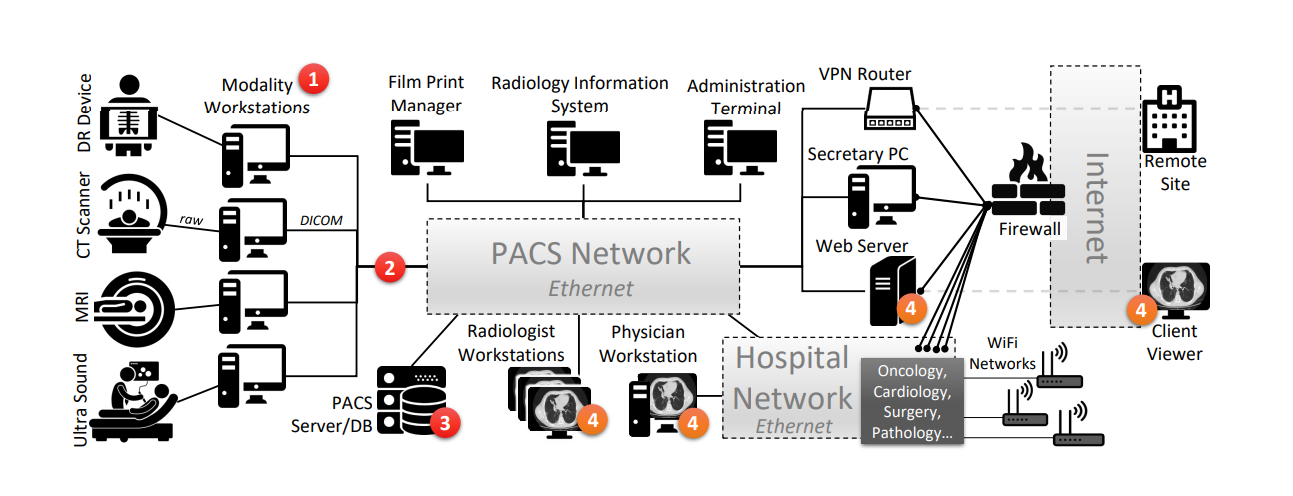 DR Device
CT Scanner
MRI
Ultra Sound
Modality
Workstations
1
raw
DICOM
2
Film Print
Manager
Radiology Information
System
Administration
Terminal
PACS Network
Ethernet
PACS
Server/DB
3
Radiologist
Workstations
4
Physician
Workstation
4
Hospital
Network
Ethernet
Oncology,
Cardiology,
Surgery,
Pathology...
WiFi
Networks
VPN Router
Secretary PC
Web Server
4
Firewall
Internet
Remote
Site
4
Client
Viewer